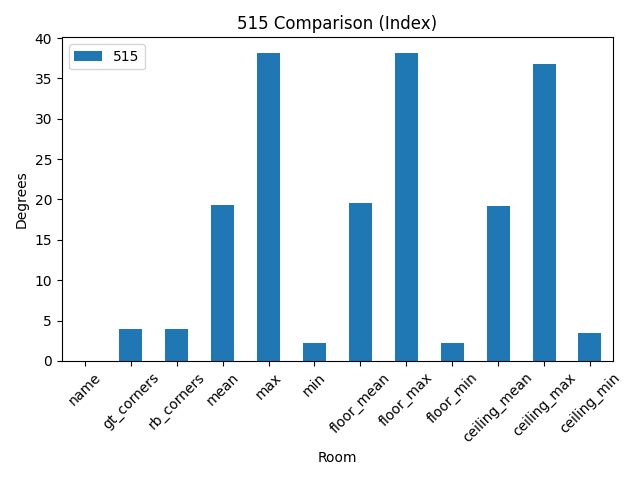 515 Comparison (Index)
515
Degrees
40
35
30
25
20
15
10
5
0
name
gt_corners
rb_corners
mean
max
min
floor_mean
floor_max
floor_min
ceiling_mean
ceiling_max
ceiling_min
Room